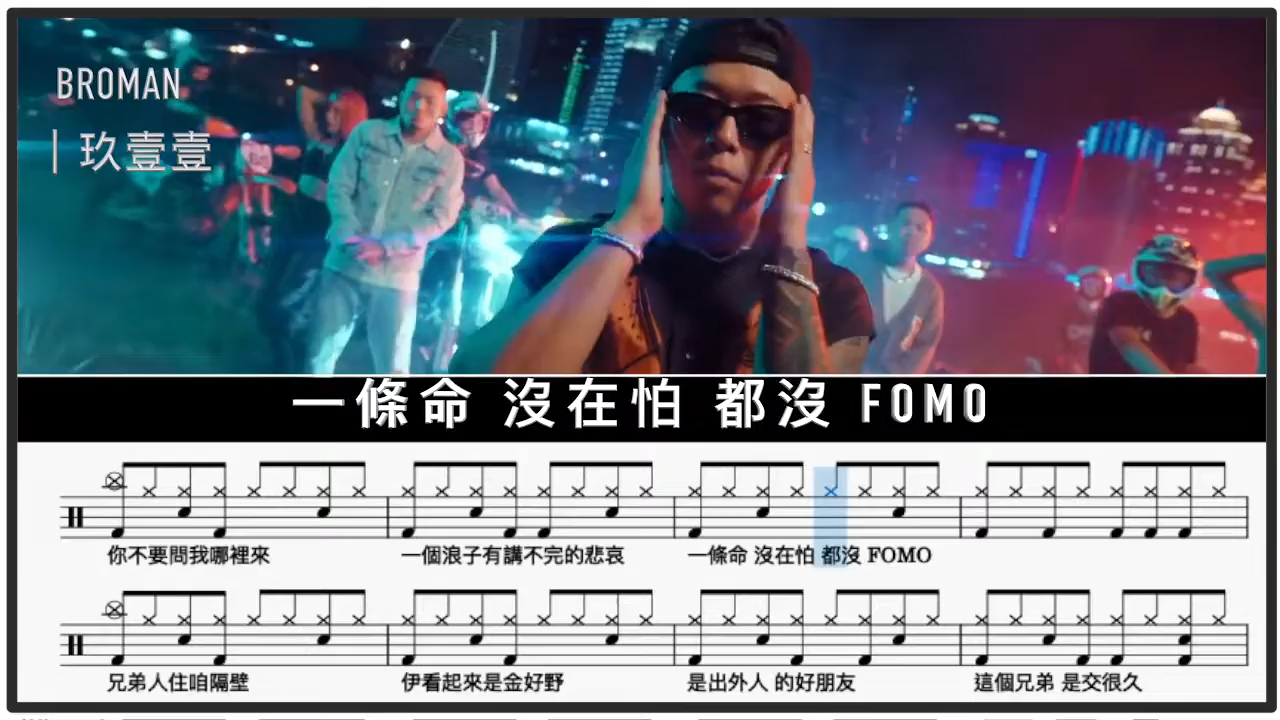 BROMAN
| 玖壹壹
一條命 沒在怕 都沒 FOMO
你不要問我哪裡來
一個浪子有講不完的悲哀
一條命 沒在怕 都沒 FOMO
兄弟人住咱隔壁
伊看起來是金好野
是出外人 的好朋友
這個兄弟 是交很久